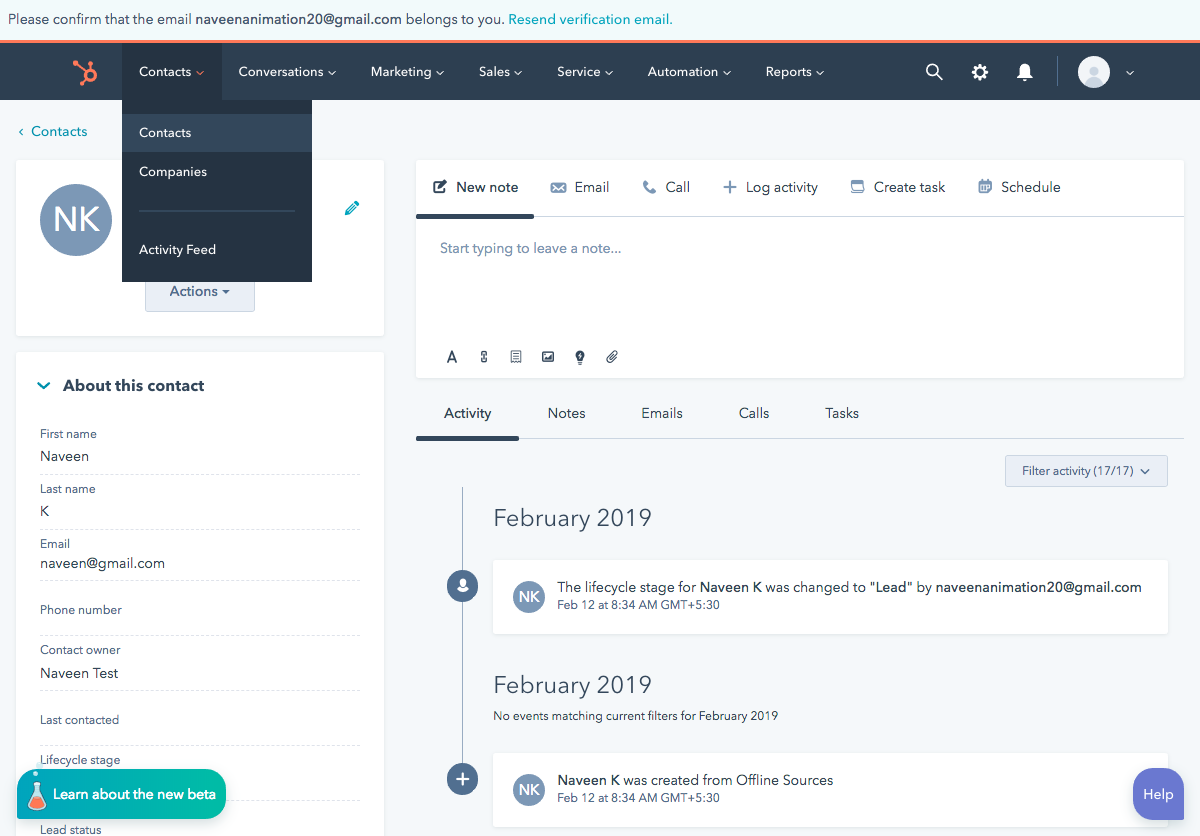 Please confirm that the email naveenanimation20@gmail.com belongs to you. Resend verification email.
Contacts Conversations Marketing Sales Service Automation Reports
Contacts
Companies
Activity Feed
Contacts
NK
Actions
About this contact
First name
Naveen
Last name
K
Email
naveen@gmail.com
Phone number
Contact owner
Naveen Test
Last contacted
Lifecycle stage
Learn about the new beta
Lead status
New note Email Call Log activity Create task Schedule
Start typing to leave a note...
Activity Notes Emails Calls Tasks
Filter activity (17/17)
February 2019
NK
The lifecycle stage for Naveen K was changed to "Lead" by naveenanimation20@gmail.com
Feb 12 at 8:34 AM GMT+5:30
February 2019
No events matching current filters for February 2019
NK
Naveen K was created from Offline Sources
Feb 12 at 8:34 AM GMT+5:30
Help